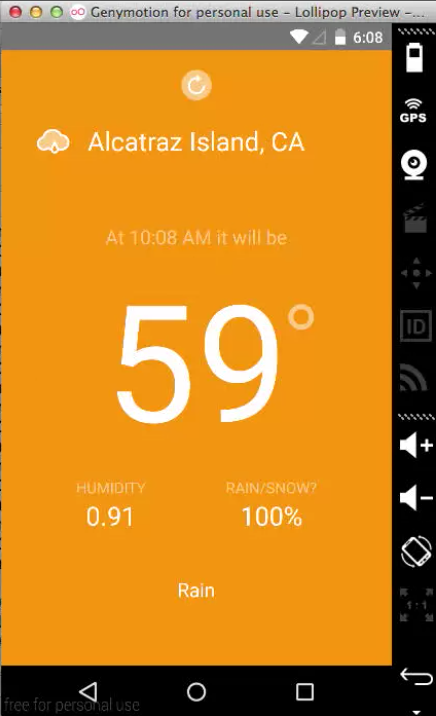 Genymotion for personal use - Lollipop Preview -...
6:08
GPS
Alcatraz Island, CA
At 10:08 AM it will be
59°
ID
HUMIDITY RAIN/SNOW?
0.91 100%
Rain
1:1
free for personal use